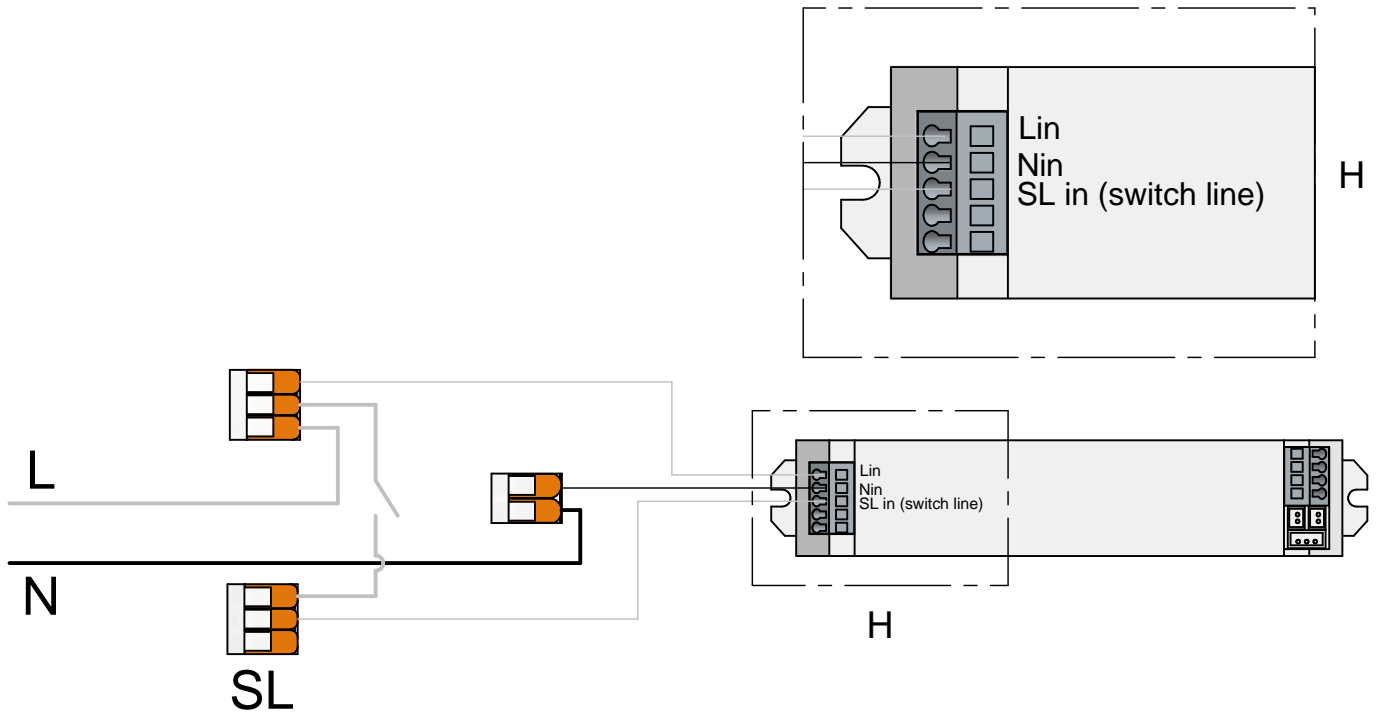 Lin
Nin
SL in (switch line)
H
L
N
SL
Lin
Nin
SL in (switch line)
H